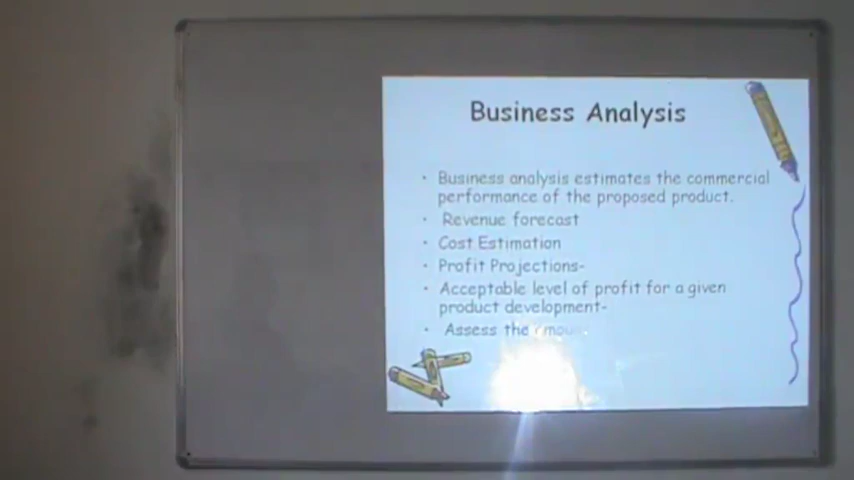 Business Analysis
• Business analysis estimates the commercial
performance of the proposed product.
• Revenue forecast
• Cost Estimation
• Profit Projections-
• Acceptable level of profit for a given
product development-
• Assess the